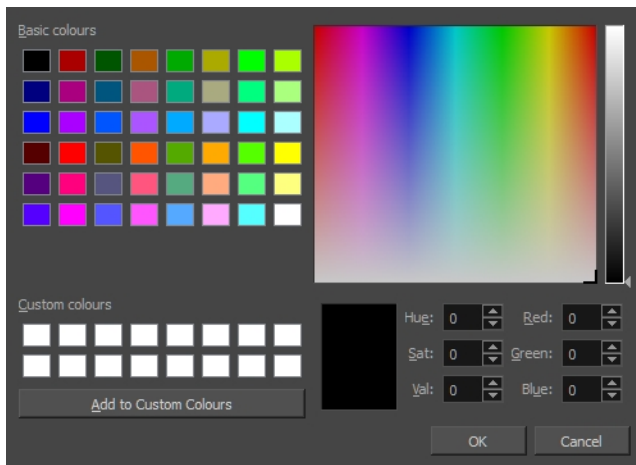 Basic colours
Custom colours
Add to Custom Colours
Hue: 0 Red: 0
Sat: 0 Green: 0
Val: 0 Blue: 0
OK Cancel